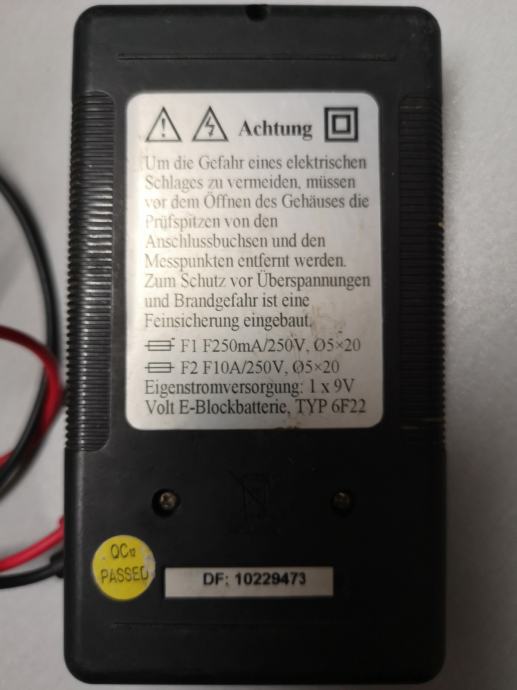 Achtung
Um die Gefahr eines elektrischen
Schlages zu vermeiden, müssen
vor dem Öffnen des Gehäuses die
Prüfspitzen von den
Anschlussbuchsen und den
Messpunkten entfernt werden.
Zum Schutz vor Überspannungen
und Brandgefahr ist eine
Feinsicherung eingebaut.
F1 F250mA/250V, Ø5×20
F2 F10A/250V, Ø5×20
Eigenstromversorgung: 1 x 9V
Volt E-Blockbatterie, TYP 6F22
QC12
PASSED
DF: 10229473